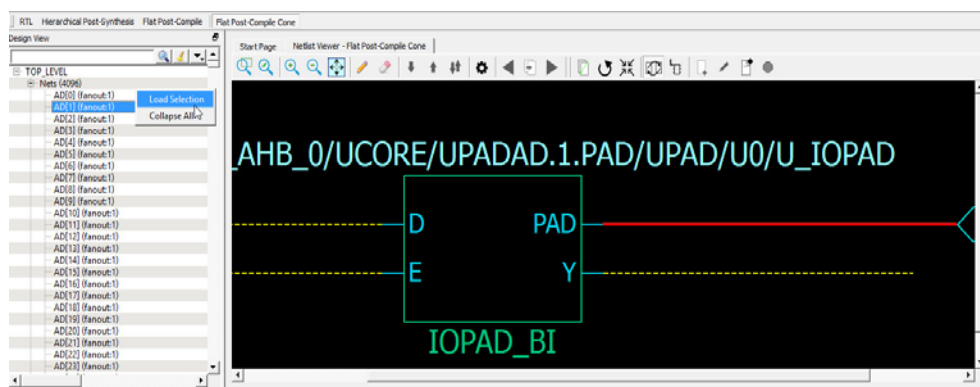 RTL Hierarchical Post-Synthesis Flat Post-Compile Flat Post-Compile Cone
Design View
Start Page Netlist Viewer - Flat Post-Compile Cone
TOP_LEVEL
Nets (4096)
AD[0] (fanout:1)
AD[1] (fanout:1)
AD[2] (fanout:1)
AD[3] (fanout:1)
AD[4] (fanout:1)
AD[5] (fanout:1)
AD[6] (fanout:1)
AD[7] (fanout:1)
AD[8] (fanout:1)
AD[9] (fanout:1)
AD[10] (fanout:1)
AD[11] (fanout:1)
AD[12] (fanout:1)
AD[13] (fanout:1)
AD[14] (fanout:1)
AD[15] (fanout:1)
AD[16] (fanout:1)
AD[17] (fanout:1)
AD[18] (fanout:1)
AD[19] (fanout:1)
AD[20] (fanout:1)
AD[21] (fanout:1)
AD[22] (fanout:1)
AD[23] (fanout:1)
Load Selection
Collapse All
_AHB_0/UCORE/UPADAD.1.PAD/UPAD/U0/U_IOPAD
D PAD
E Y
IOPAD_BI